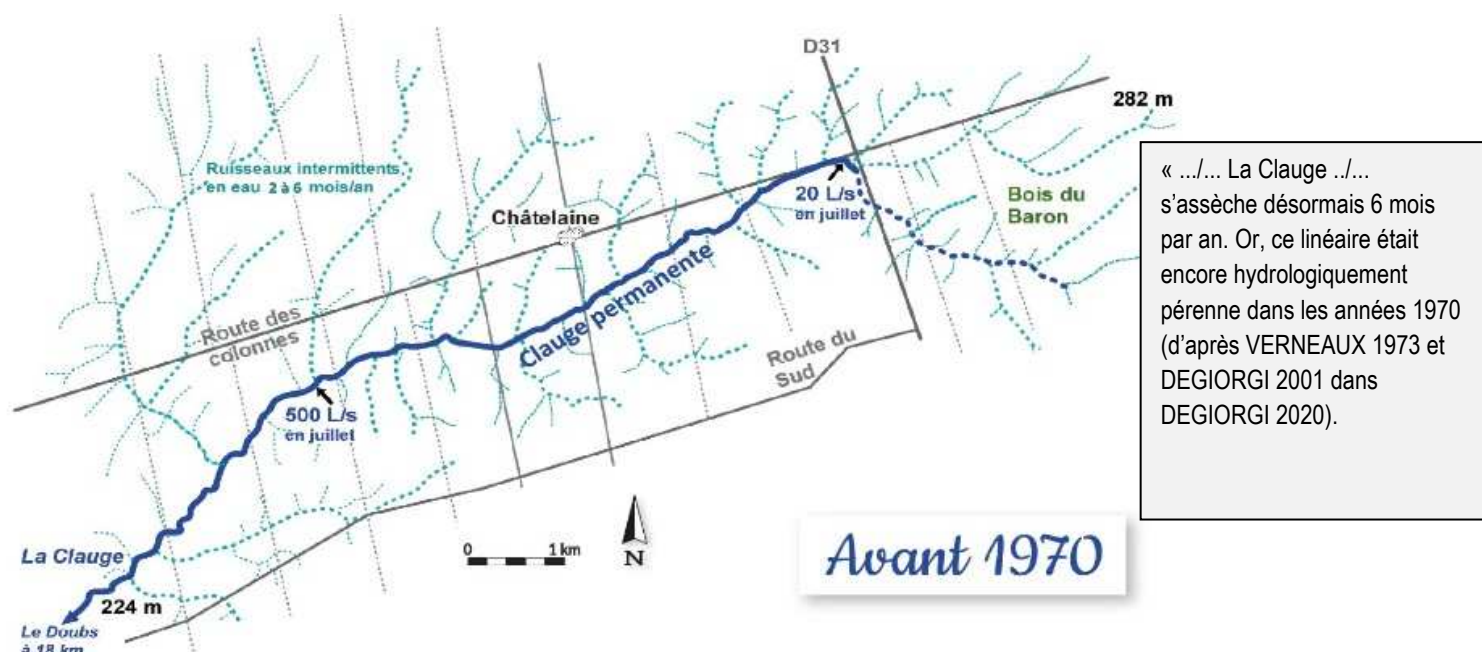 D31
282 m
Ruisseaux intermittents
en eau 2 à 6 mois/an
Châtelaine
20 L/s
en juillet
Bois du
Baron
Clauge permanente
Route des
colonnes
Route du
Sud
500 L/s
en juillet
La Clauge
224 m
Le Doubs
à 18 km
0 1 km
N
Avant 1970
« .../... La Clauge ../...
s'assèche désormais 6 mois
par an. Or, ce linéaire était
encore hydrologiquement
pérenne dans les années 1970
(d'après VERNEAUX 1973 et
DEGIORGI 2001 dans
DEGIORGI 2020).